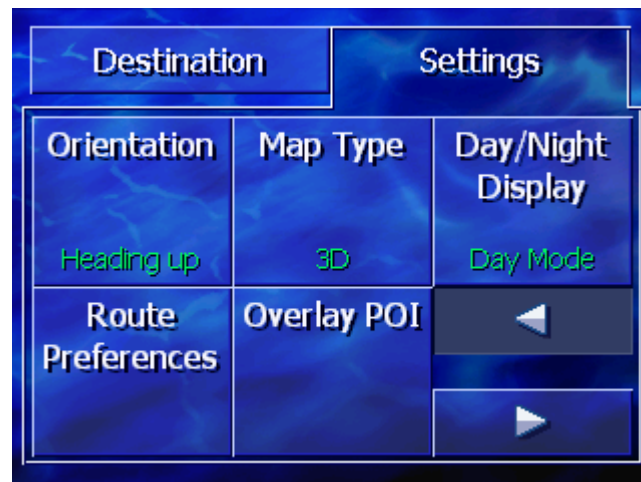 Destination
Settings
Orientation
Heading up
Map Type
3D
Day/Night
Display
Day Mode
Route
Preferences
Overlay POI